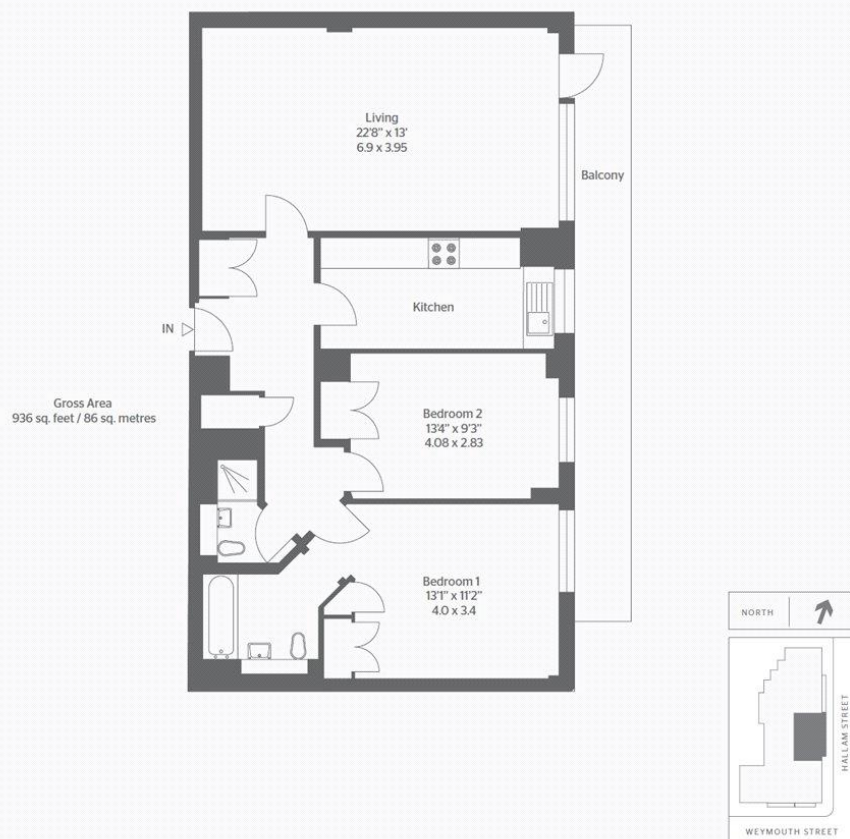 Living
22'8" x 13'
6.9 x 3.95
Balcony
Kitchen
IN
Gross Area
936 sq. feet / 86 sq. metres
Bedroom 2
13'4" x 9'3"
4.08 x 2.83
Bedroom 1
13'1" x 11'2"
4.0 x 3.4
NORTH
HALLAM STREET
WEYMOUTH STREET